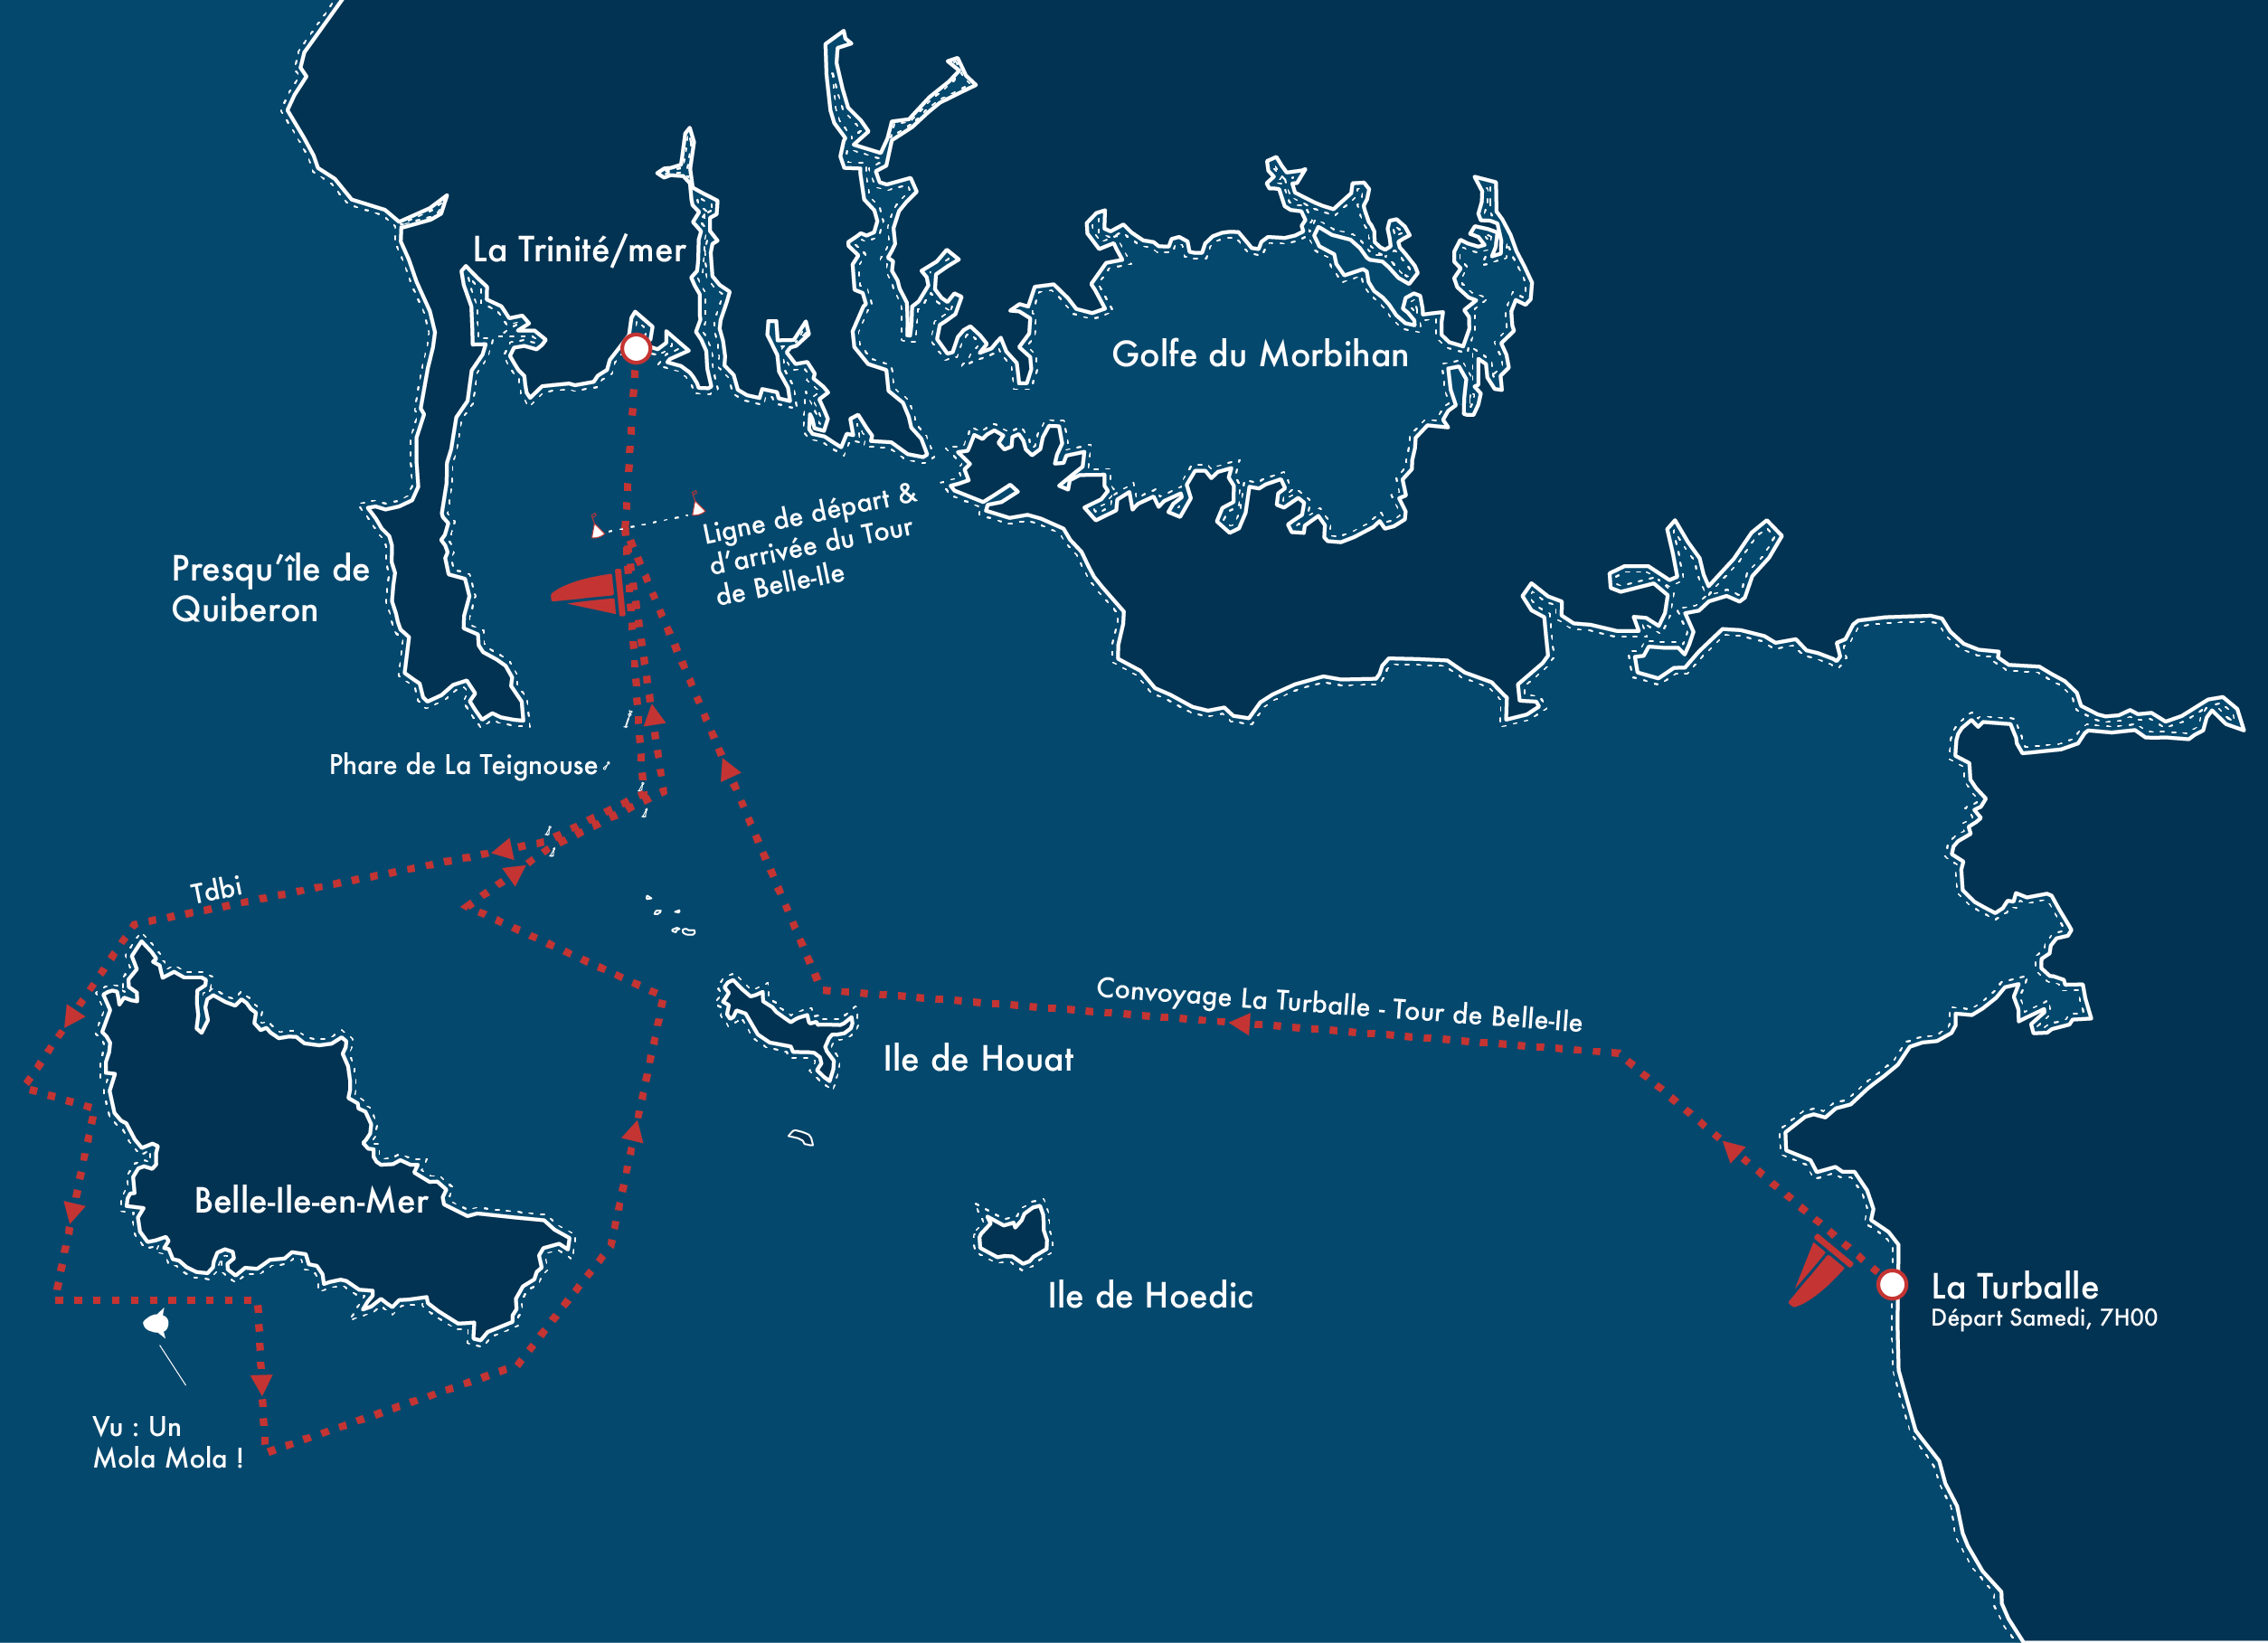 La Trinité/mer
Golfe du Morbihan
Ligne de départ &
d'arrivée du Tour
de Belle-Ile
Presqu'île de
Quiberon
Phare de La Teignouse
Tdbi
Convoyage La Turballe - Tour de Belle-Ile
Ile de Houat
Belle-Ile-en-Mer
Ile de Hoedic
La Turballe
Départ Samedi, 7H00
Vu : Un
Mola Mola !